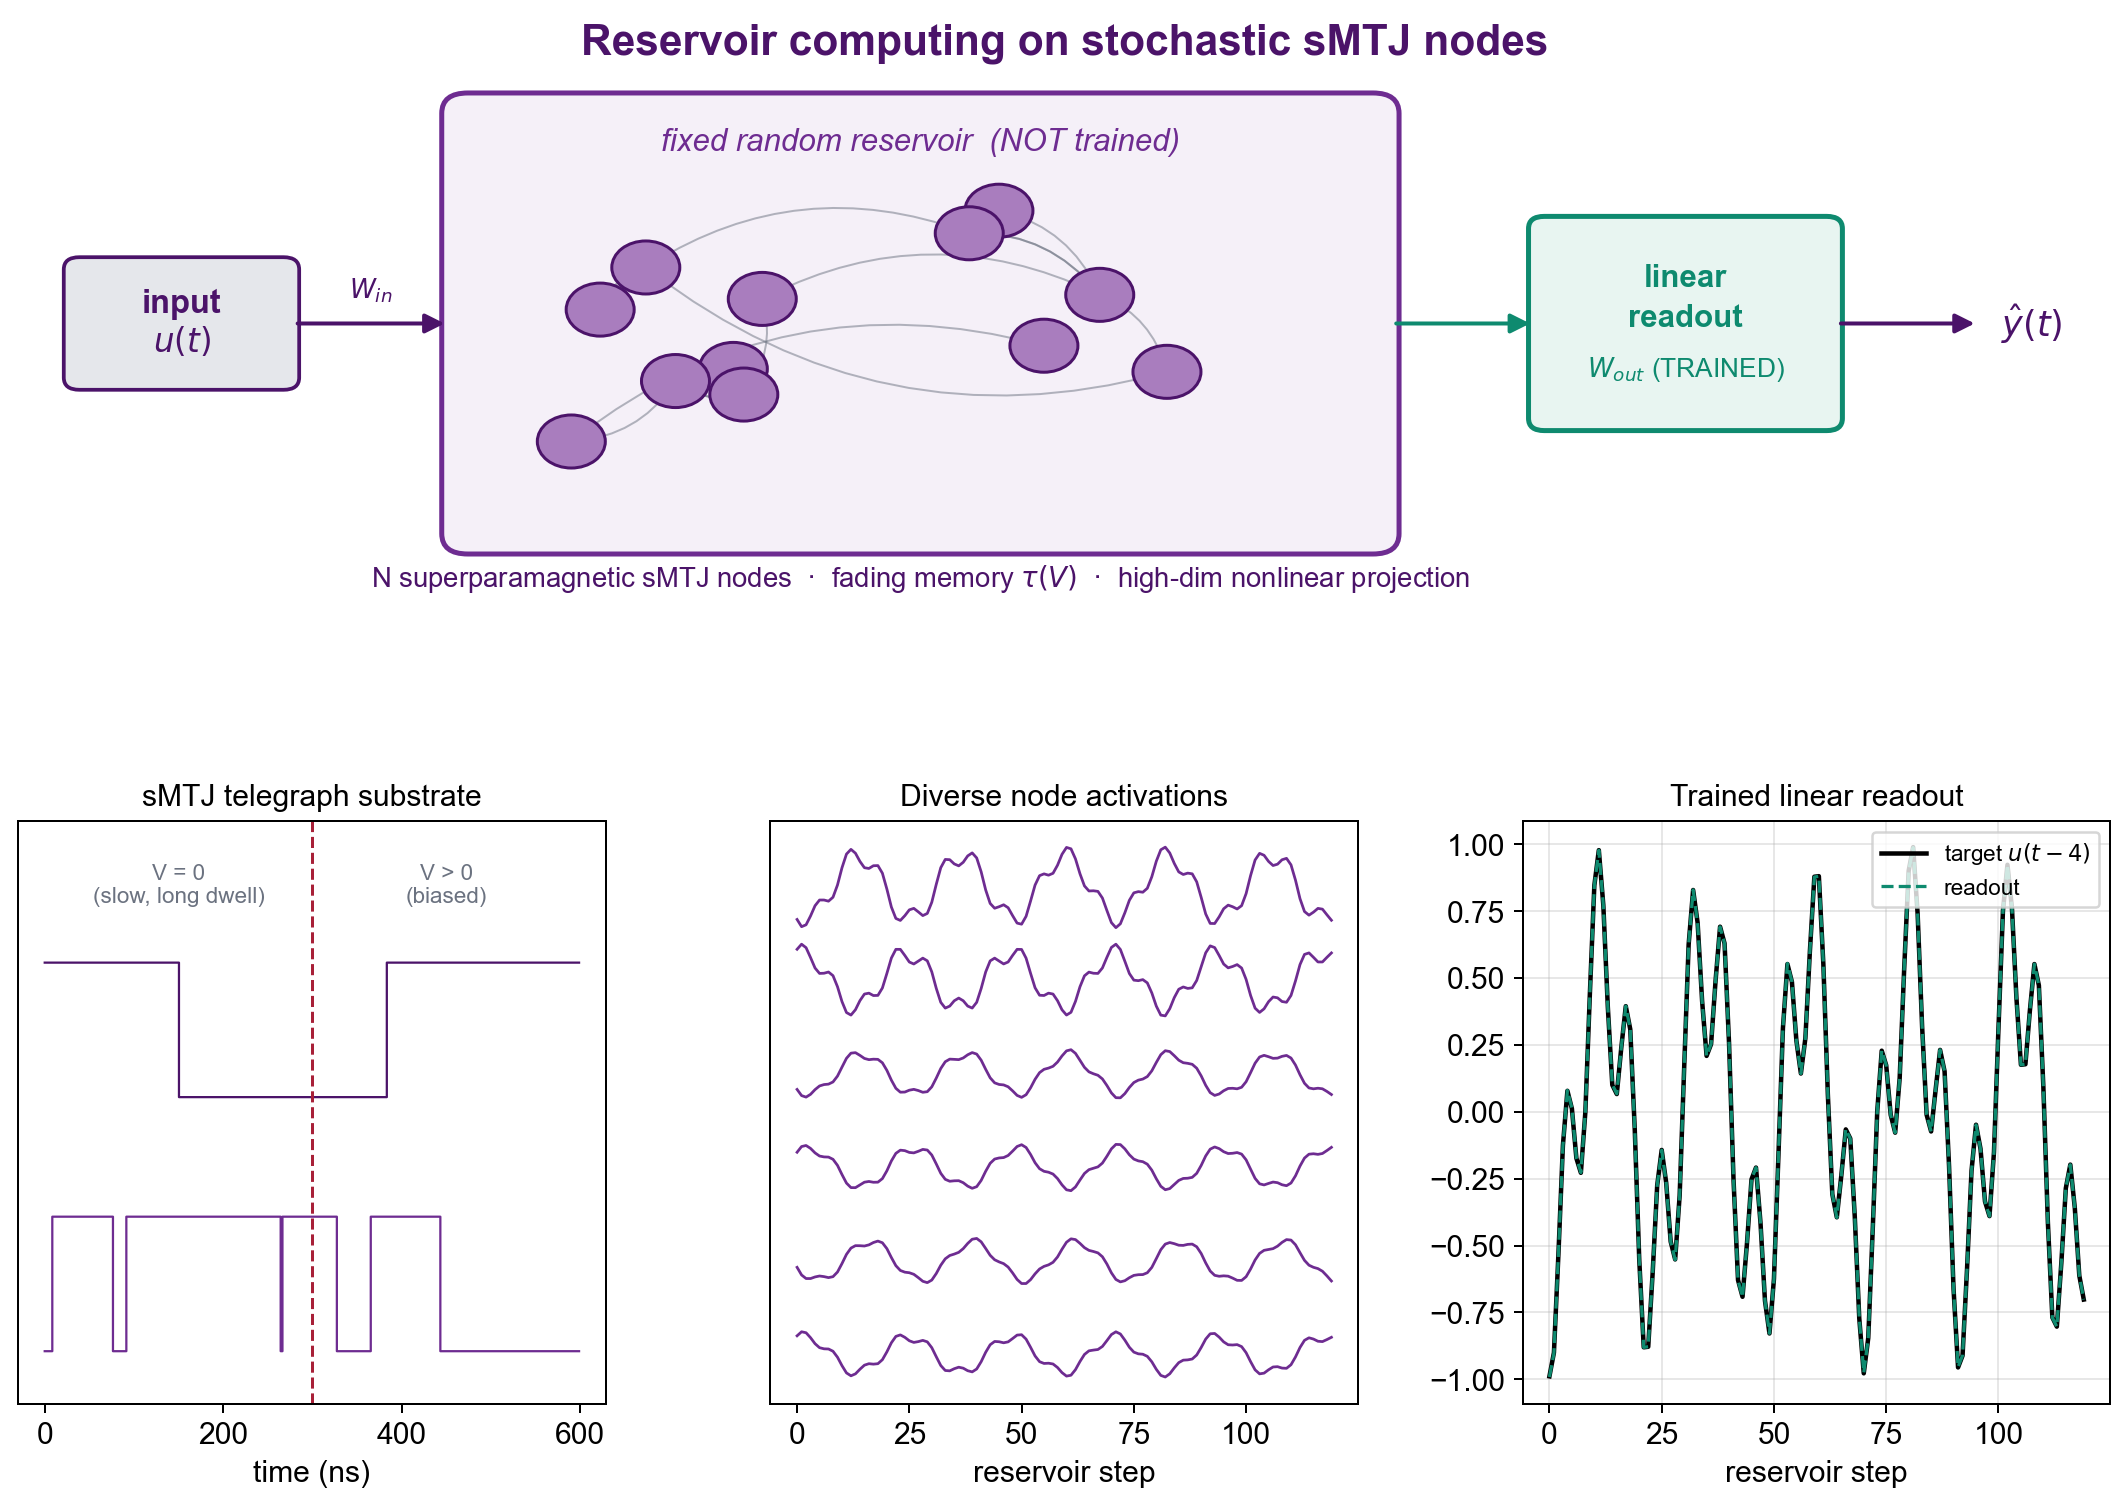 Reservoir computing on stochastic sMTJ nodes
fixed random reservoir (NOT trained)
input
u(t)
W_in
linear
readout
W_out (TRAINED)
ŷ(t)
N superparamagnetic sMTJ nodes · fading memory τ(V) · high-dim nonlinear projection
sMTJ telegraph substrate
V = 0
(slow, long dwell)
V > 0
(biased)
0 200 400 600
time (ns)
Diverse node activations
0 25 50 75 100
reservoir step
Trained linear readout
target u(t − 4)
readout
1.00
0.75
0.50
0.25
0.00
−0.25
−0.50
−0.75
−1.00
0 25 50 75 100
reservoir step